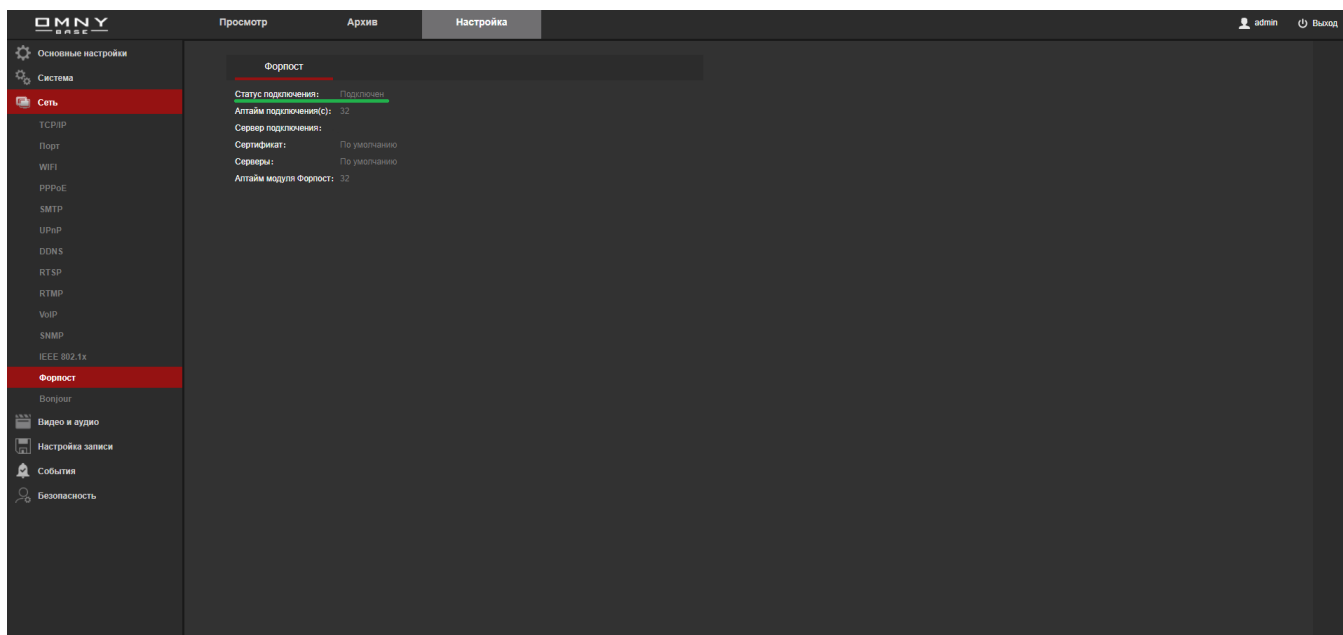 OMNY
BASE
Просмотр Архив Настройка admin Выход
Основные настройки
Система
Сеть
TCP/IP
Порт
WIFI
PPPoE
SMTP
UPnP
DDNS
RTSP
RTMP
VoIP
SNMP
IEEE 802.1x
Форпост
Bonjour
Видео и аудио
Настройка записи
События
Безопасность
Форпост
Статус подключения: Подключен
Аптайм подключения(с): 32
Сервер подключения:
Сертификат: По умолчанию
Серверы: По умолчанию
Аптайм модуля Форпост: 32